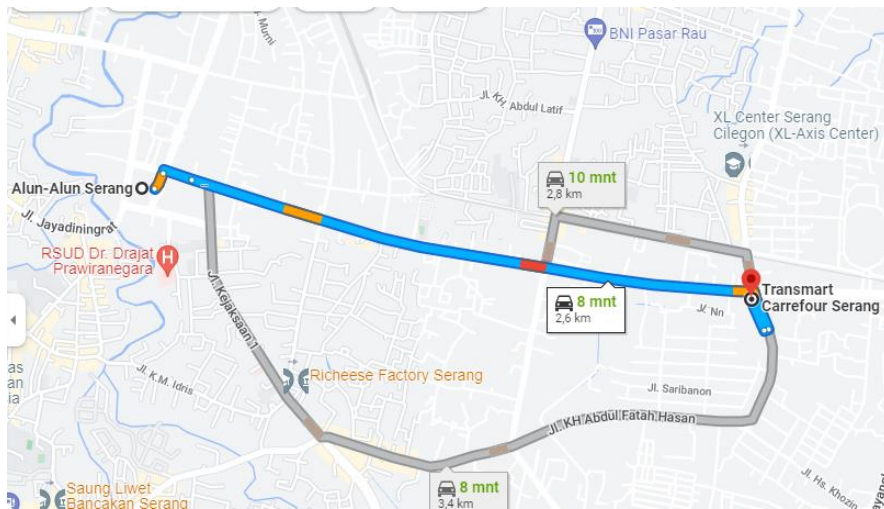 Murni
BNI Pasar Rau
Jl. KH. Abdul Latif
XL Center Serang
Cilegon (XL-Axis Center)
10 mnt
2,8 km
Alun-Alun Serang
Jl. Jayadiningrat
RSUD Dr. Drajat
Prawiranegara
Jl. Kejaksaan 1
8 mnt
2,6 km
Transmart
Carrefour Serang
Jl. Nn
Jl. K.M. Idris
Richeese Factory Serang
Jl. Saribanon
Jl. KH Abdul Fatah Hasan
Jl. Hs. Khozin
8 mnt
3,4 km
Saung Liwet
Bancakan Serang